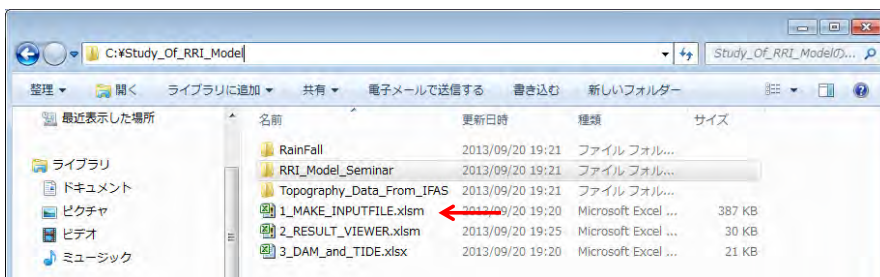 C:¥Study_Of_RRI_Model
Study_Of_RRI_Modelの...
整理 開く ライブラリに追加 共有 電子メールで送信する 書き込む 新しいフォルダー
最近表示した場所
ライブラリ
ドキュメント
ピクチャ
ビデオ
ミュージック
名前 更新日時 種類 サイズ
RainFall 2013/09/20 19:21 ファイル フォル...
RRI_Model_Seminar 2013/09/20 19:21 ファイル フォル...
Topography_Data_From_IFAS 2013/09/20 19:21 ファイル フォル...
1_MAKE_INPUTFILE.xlsm 2013/09/20 19:20 Microsoft Excel ... 387 KB
2_RESULT_VIEWER.xlsm 2013/09/20 19:25 Microsoft Excel ... 30 KB
3_DAM_and_TIDE.xlsx 2013/09/20 19:20 Microsoft Excel ... 21 KB